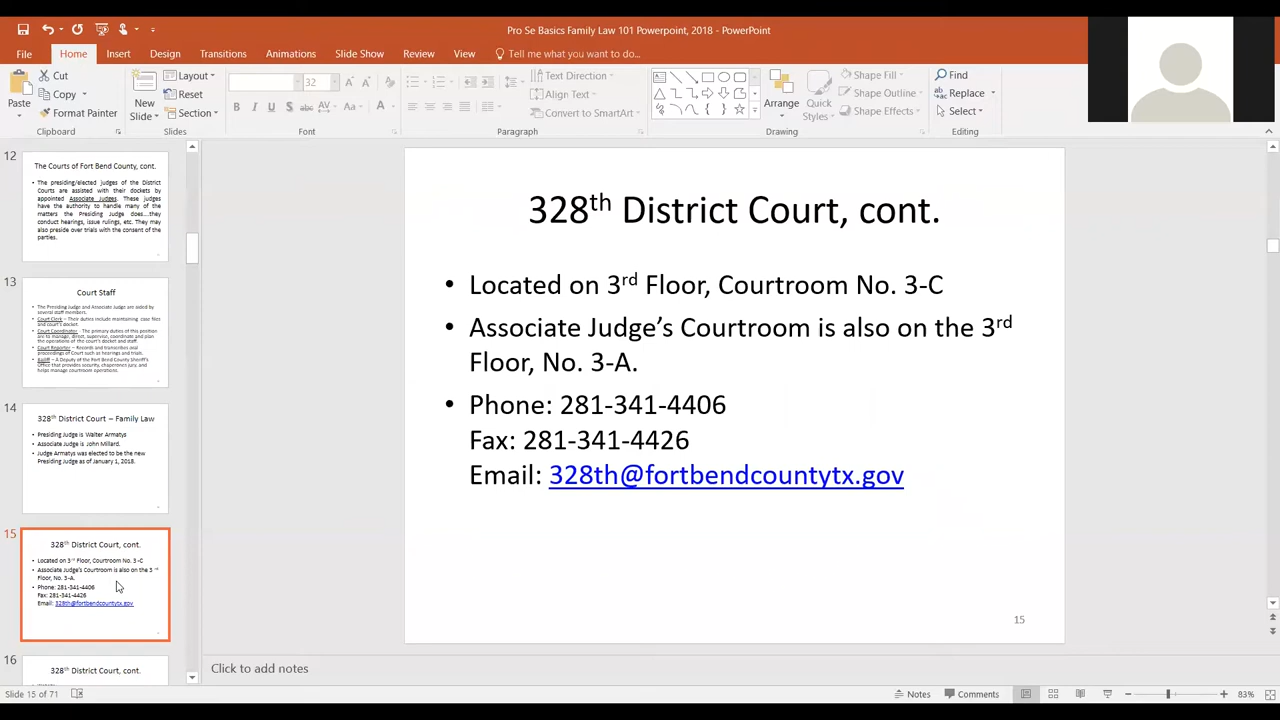 Pro Se Basics Family Law 101 Powerpoint, 2018 - PowerPoint
File Home Insert Design Transitions Animations Slide Show Review View Tell me what you want to do...
Paste
Cut
Copy
Format Painter
Clipboard
New Slide
Layout
Reset
Section
Slides
32
B I U S abc AV Aa A
Font
Text Direction
Align Text
Convert to SmartArt
Paragraph
Arrange
Quick Styles
Shape Fill
Shape Outline
Shape Effects
Drawing
Find
Replace
Select
Editing
12
The Courts of Fort Bend County, cont.
• The presiding/elected judges of the District
Courts are assisted with their dockets by
appointed Associate Judges. These judges
have the authority to handle many of the
matters the Presiding Judge does....they
conduct hearings, issue rulings, etc. They may
also preside over trials with the consent of the
parties.
13
Court Staff
• The Presiding Judge and Associate Judge are aided by
several staff members.
• Court Clerk – Their duties include maintaining case files
and court's docket.
• Court Coordinator – The primary duties of this position
are to manage, direct, supervise, coordinate and plan
the operations of the court's docket and staff.
• Court Reporter – Records and transcribes oral
proceedings of Court such as hearings and trials.
• Bailiff – A Deputy of the Fort Bend County Sheriff's
Office that provides security, chaperones jury, and
helps manage courtroom operations.
14
328th District Court – Family Law
• Presiding Judge is Walter Armatys
• Associate Judge is John Millard.
• Judge Armatys was elected to be the new
Presiding Judge as of January 1, 2018.
15
328th District Court, cont.
• Located on 3rd Floor, Courtroom No. 3-C
• Associate Judge's Courtroom is also on the 3rd
Floor, No. 3-A.
• Phone: 281-341-4406
Fax: 281-341-4426
Email: 328th@fortbendcountytx.gov
16
328th District Court, cont.
328th District Court, cont.
• Located on 3rd Floor, Courtroom No. 3-C
• Associate Judge's Courtroom is also on the 3rd
Floor, No. 3-A.
• Phone: 281-341-4406
Fax: 281-341-4426
Email: 328th@fortbendcountytx.gov
15
Click to add notes
Slide 15 of 71
Notes Comments 83%